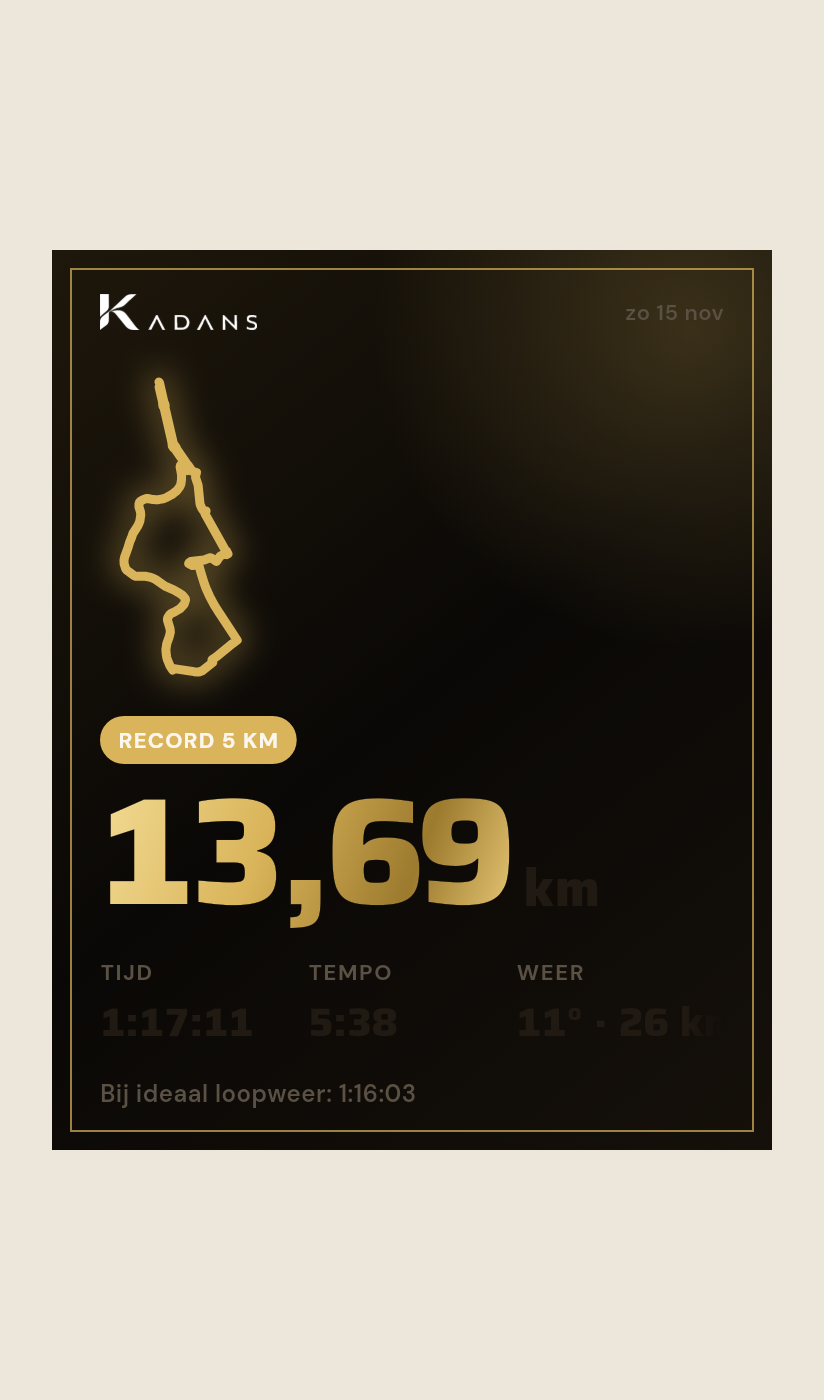 KADANS
zo 15 nov
RECORD 5 KM
13,69 km
TIJD TEMPO WEER
1:17:11 5:38 11° · 26
Bij ideaal loopweer: 1:16:03